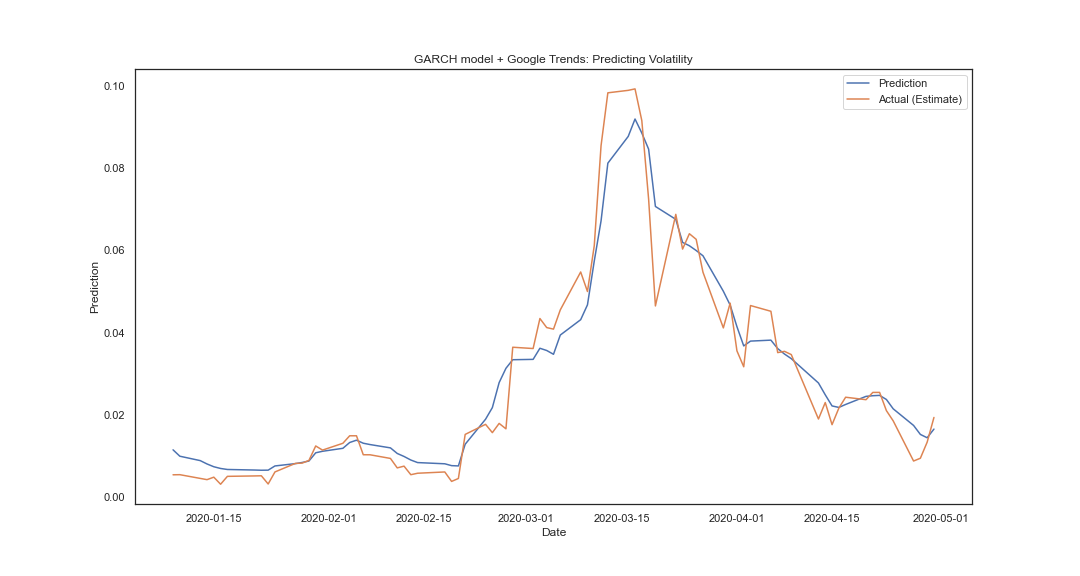 GARCH model + Google Trends: Predicting Volatility
Prediction
Actual (Estimate)
0.10
0.08
0.06
0.04
0.02
0.00
Prediction
2020-01-15
2020-02-01
2020-02-15
2020-03-01
2020-03-15
2020-04-01
2020-04-15
2020-05-01
Date